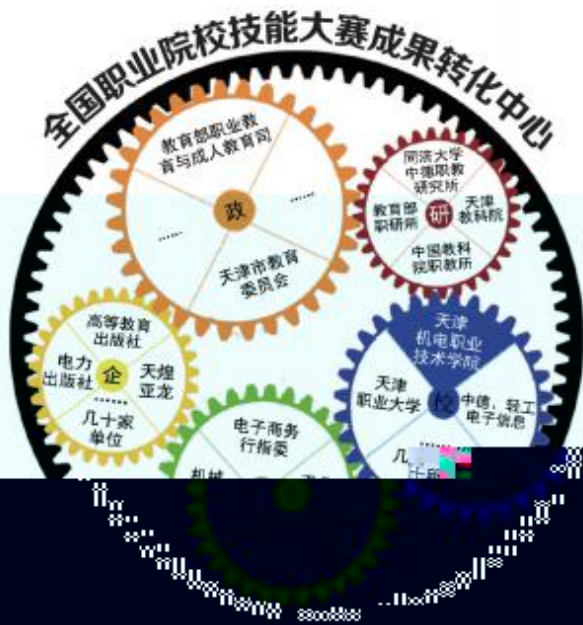 全国职业院校技能大赛成果转化中心
教育部职业教
育与成人教育司
……
政
……
天津市教育
委员会
同济大学
中德职教
研究所
教育部
职研所
研
天津
教科院
中国教科
院职教所
高等教育
出版社
电力
出版社
企
天煌
亚龙
……
几十家
单位
天津
机电职业
技术学院
天津
职业大学
校
中德,轻工
电子信息
……
电子商务
行指委
机械